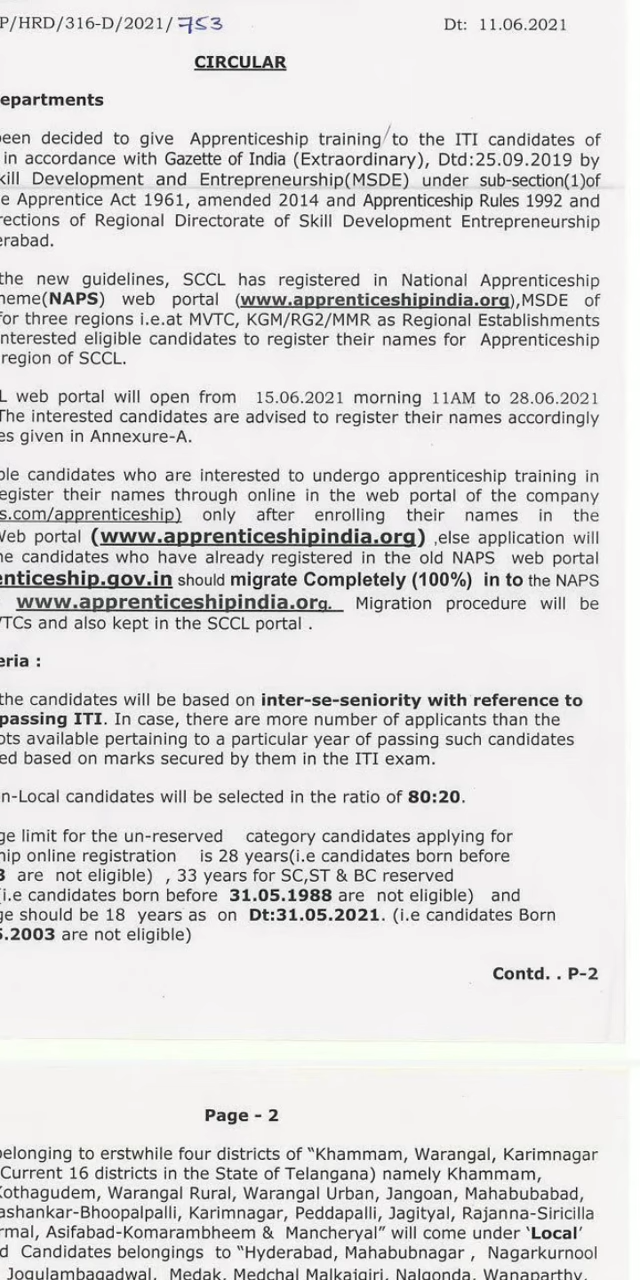 P/HRD/316-D/2021/753 Dt: 11.06.2021
CIRCULAR
epartments
een decided to give Apprenticeship training to the ITI candidates of
in accordance with Gazette of India (Extraordinary), Dtd:25.09.2019 by
kill Development and Entrepreneurship(MSDE) under sub-section(1)of
e Apprentice Act 1961, amended 2014 and Apprenticeship Rules 1992 and
rections of Regional Directorate of Skill Development Entrepreneurship
erabad.
the new guidelines, SCCL has registered in National Apprenticeship
heme(NAPS) web portal (www.apprenticeshipindia.org),MSDE of
for three regions i.e.at MVTC, KGM/RG2/MMR as Regional Establishments
nterested eligible candidates to register their names for Apprenticeship
region of SCCL.
L web portal will open from 15.06.2021 morning 11AM to 28.06.2021
The interested candidates are advised to register their names accordingly
es given in Annexure-A.
ble candidates who are interested to undergo apprenticeship training in
egister their names through online in the web portal of the company
s.com/apprenticeship) only after enrolling their names in the
Web portal (www.apprenticeshipindia.org) ,else application will
he candidates who have already registered in the old NAPS web portal
enticeship.gov.in should migrate Completely (100%) in to the NAPS
www.apprenticeshipindia.org. Migration procedure will be
VTCs and also kept in the SCCL portal .
eria :
the candidates will be based on inter-se-seniority with reference to
passing ITI. In case, there are more number of applicants than the
ots available pertaining to a particular year of passing such candidates
ed based on marks secured by them in the ITI exam.
n-Local candidates will be selected in the ratio of 80:20.
ge limit for the un-reserved category candidates applying for
hip online registration is 28 years(i.e candidates born before
3 are not eligible) , 33 years for SC,ST & BC reserved
(i.e candidates born before 31.05.1988 are not eligible) and
ge should be 18 years as on Dt:31.05.2021. (i.e candidates Born
5.2003 are not eligible)
Contd. . P-2
Page - 2
belonging to erstwhile four districts of "Khammam, Warangal, Karimnagar
Current 16 districts in the State of Telangana) namely Khammam,
Kothagudem, Warangal Rural, Warangal Urban, Jangoan, Mahabubabad,
ashankar-Bhoopalpalli, Karimnagar, Peddapalli, Jagityal, Rajanna-Siricilla
rmal, Asifabad-Komarambheem & Mancheryal" will come under 'Local'
d Candidates belongings to "Hyderabad, Mahabubnagar , Nagarkurnool
Jogulambagadwal, Medak, Medchal Malkajgiri, Nalgonda, Wanaparthy,